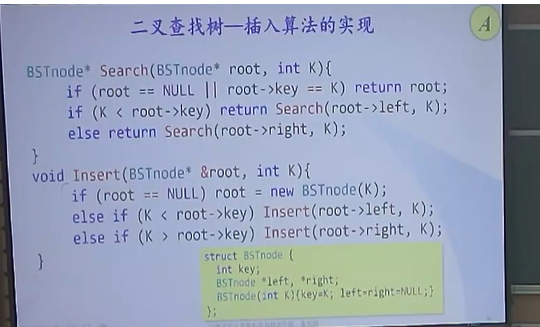 二叉查找树—插入算法的实现
A
BSTnode* Search(BSTnode* root, int K){
if (root == NULL || root->key == K) return root;
if (K < root->key) return Search(root->left, K);
else return Search(root->right, K);
}
void Insert(BSTnode* &root, int K){
if (root == NULL) root = new BSTnode(K);
else if (K < root->key) Insert(root->left, K);
else if (K > root->key) Insert(root->right, K);
}
struct BSTnode {
int key;
BSTnode *left, *right;
BSTnode(int K){key=K; left=right=NULL;}
};